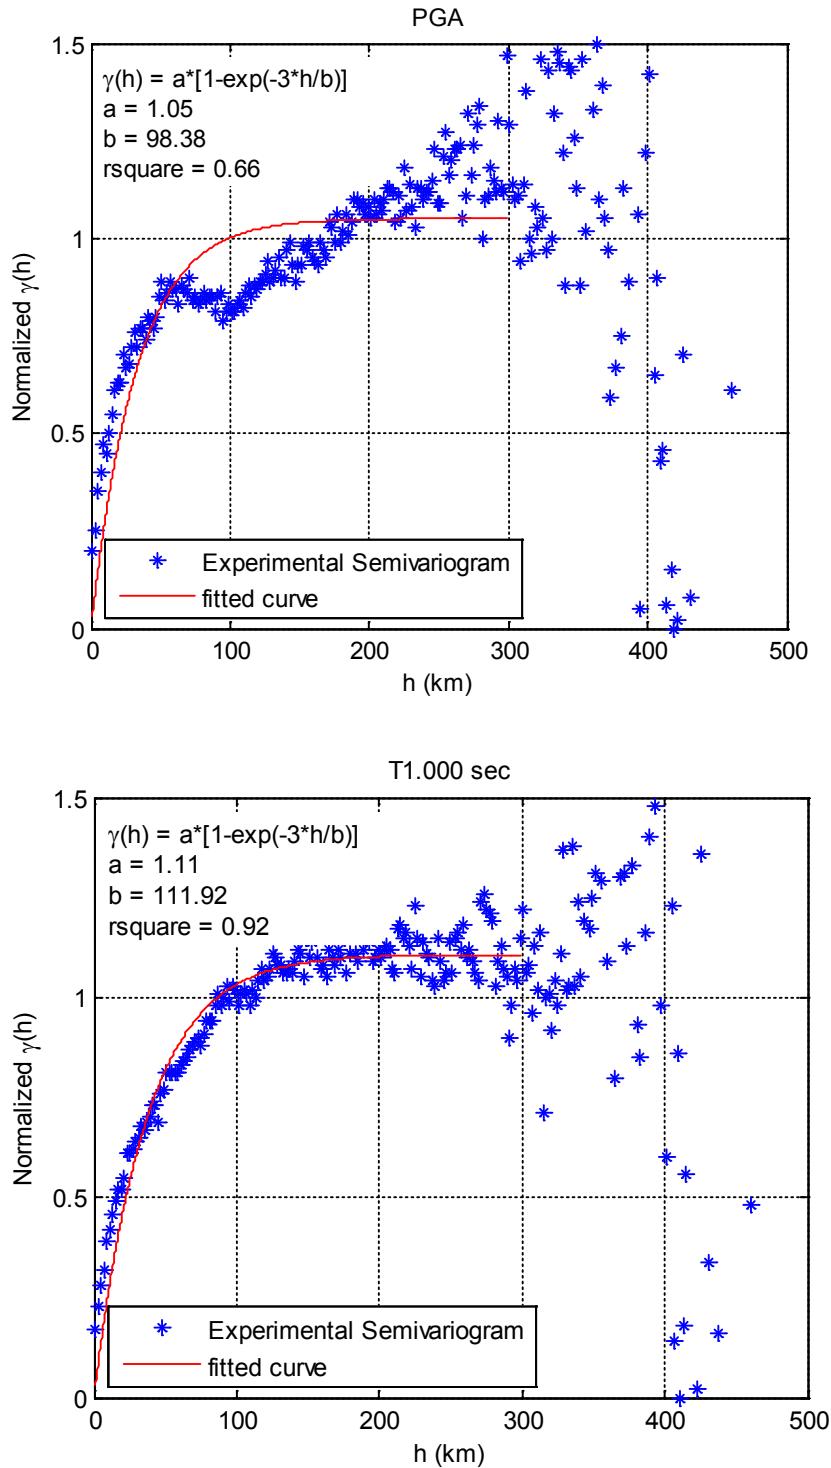 PGA
1.5
γ(h) = a*[1-exp(-3*h/b)]
a = 1.05
b = 98.38
rsquare = 0.66
1
Normalized γ(h)
0.5
Experimental Semivariogram
fitted curve
0
0 100 200 300 400 500
h (km)
T1.000 sec
1.5
γ(h) = a*[1-exp(-3*h/b)]
a = 1.11
b = 111.92
rsquare = 0.92
1
Normalized γ(h)
0.5
Experimental Semivariogram
fitted curve
0
0 100 200 300 400 500
h (km)